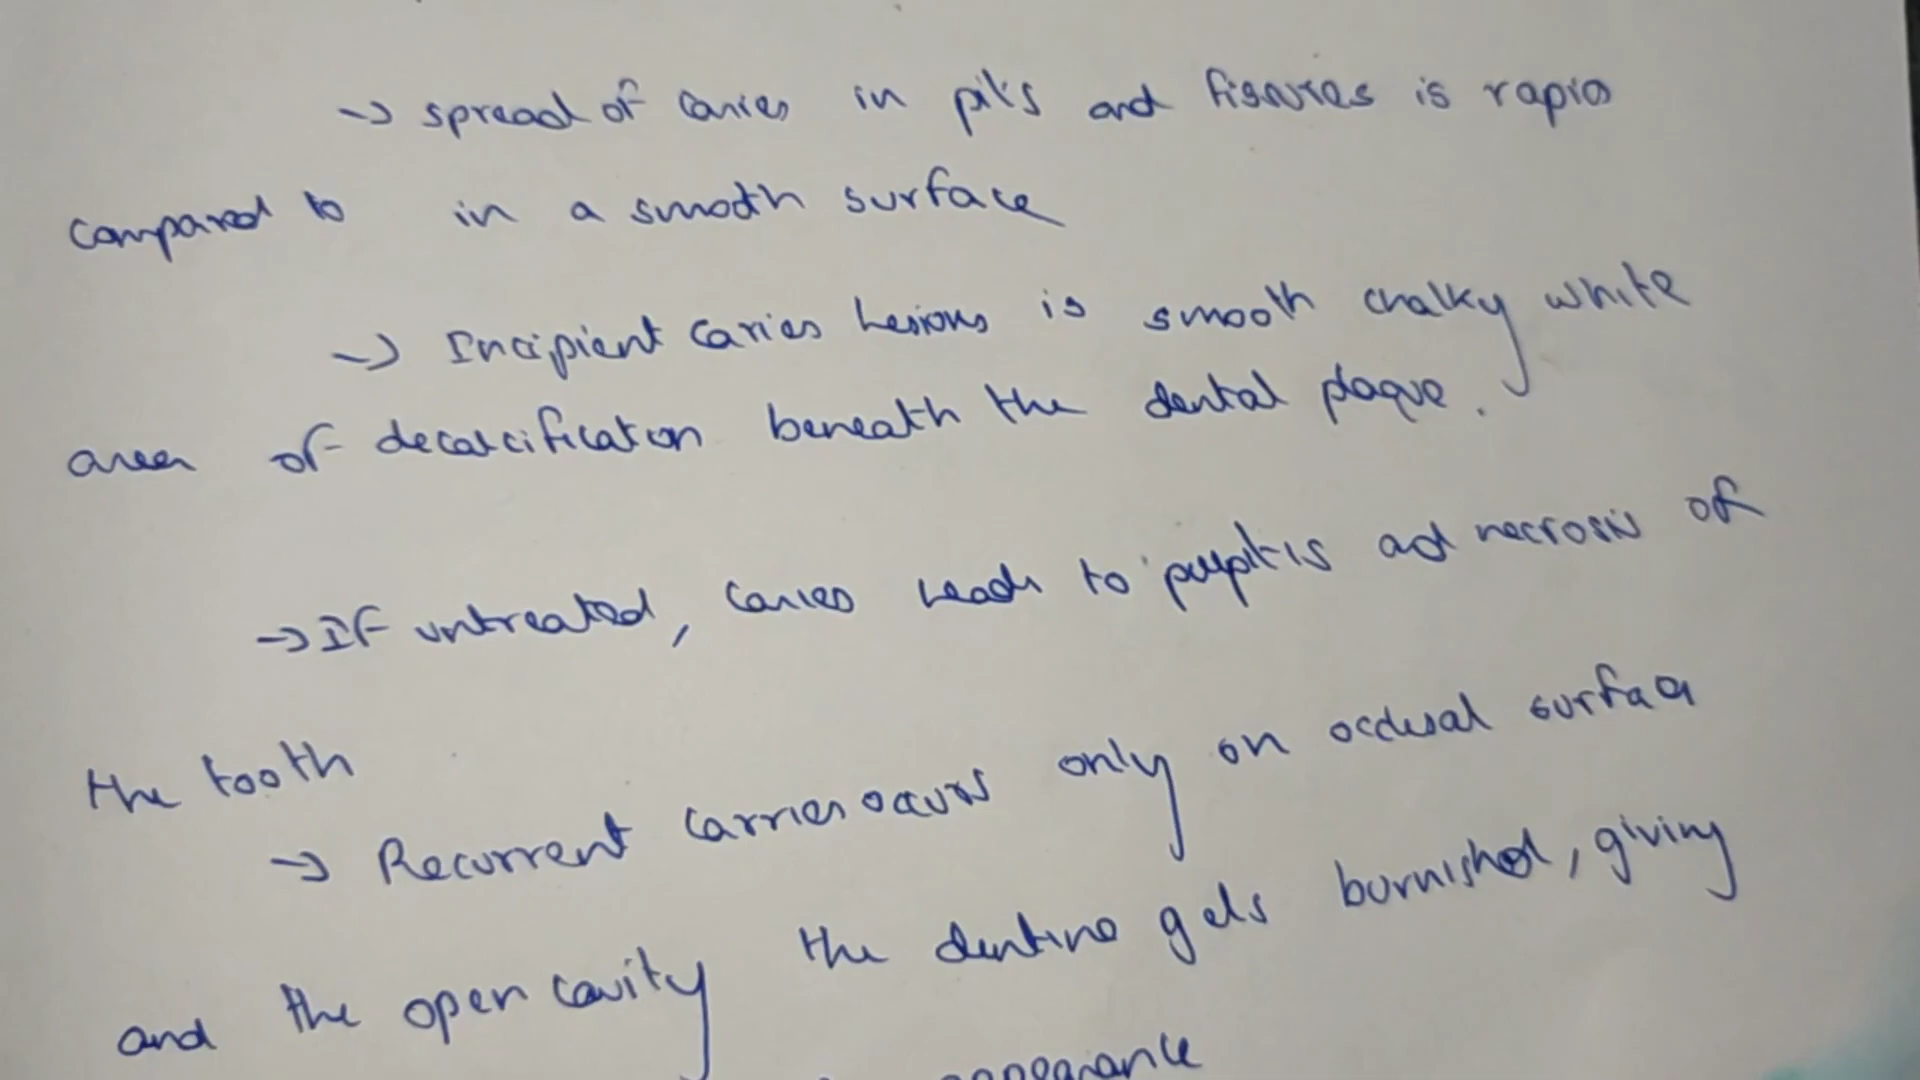 → spread of caries in pits and fissures is rapid
compared to in a smooth surface
→ Incipient caries Lesions is smooth chalky white
area of decalcification beneath the dental plaque.
→ If untreated, caries leads to pulpitis and necrosis of
the tooth
→ Recurrent carries occurs only on occlusal surface
and the open cavity the dentine gets burnished, giving
appearance